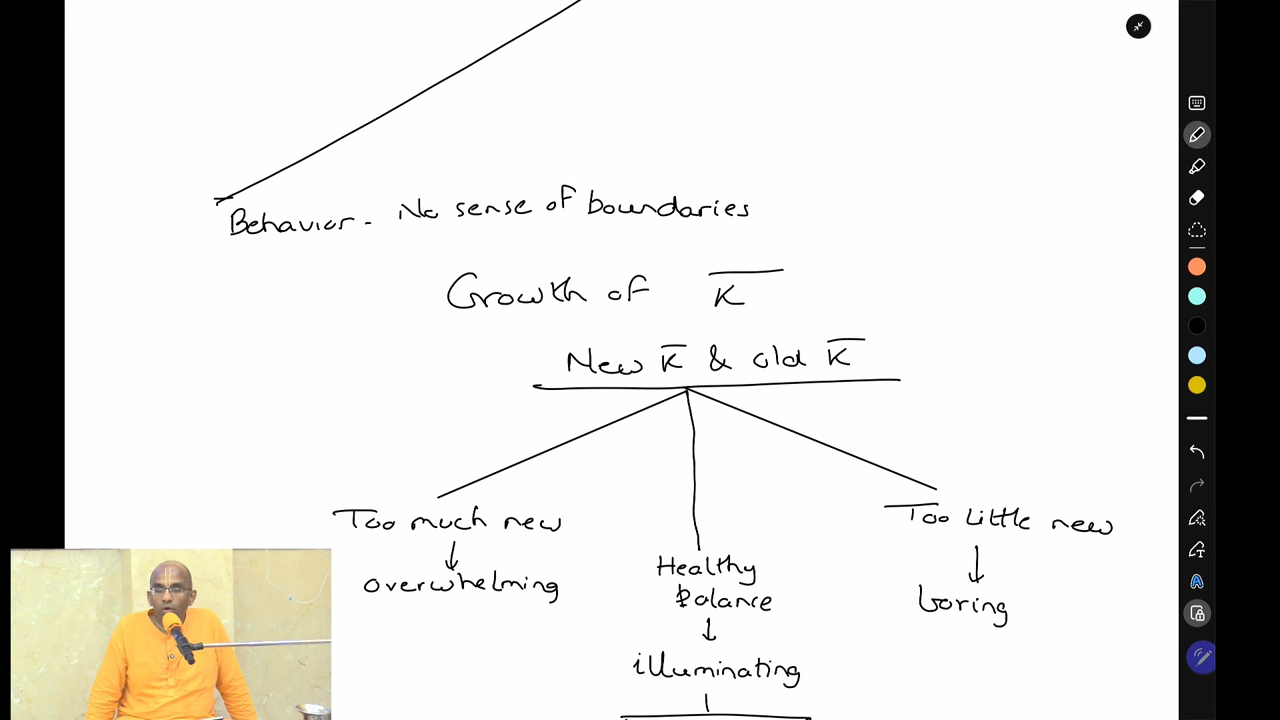 Behavior - No sense of boundaries
Growth of K̅
New K̅ & old K̅
Too much new
Too little new
↓
overwhelming
Healthy
Balance
↓
boring
↓
illuminating